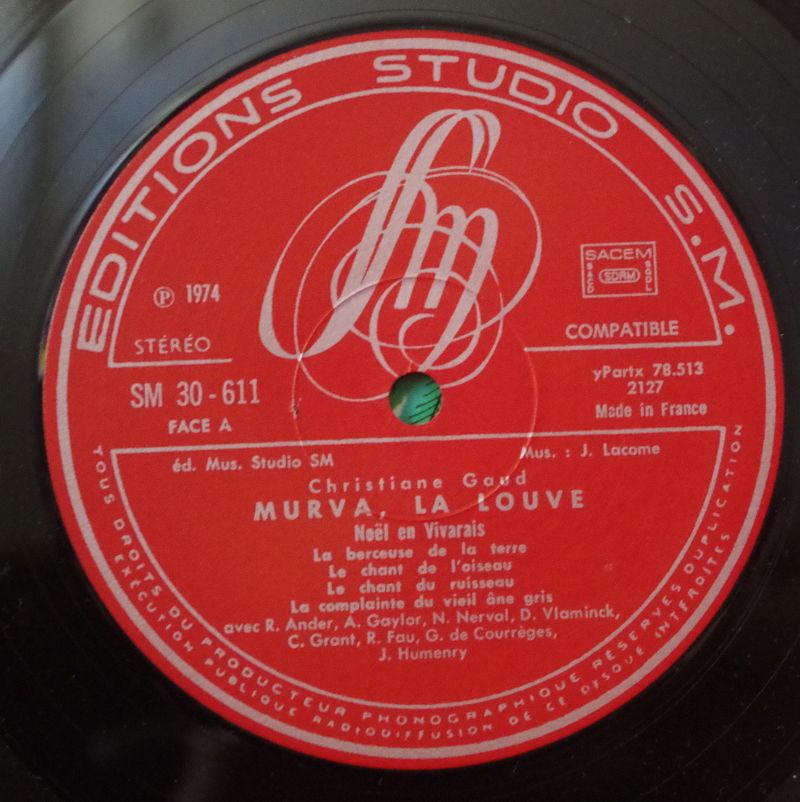 EDITIONS STUDIO S.M.
Sm
SACEM
SACD SDRM SGDL
℗ 1974
STÉRÉO
COMPATIBLE
SM 30-611
FACE A
yPartx 78.513
2127
Made in France
éd. Mus. Studio SM
Mus. : J. Lacome
Christiane Gaud
MURVA, LA LOUVE
Noël en Vivarais
La berceuse de la terre
Le chant de l'oiseau
Le chant du ruisseau
La complainte du vieil âne gris
avec R. Ander, A. Gaylor, N. Nerval, D. Vlaminck,
C. Grant, R. Fau, G. de Courrèges,
J. Humenry
TOUS DROITS DU PRODUCTEUR PHONOGRAPHIQUE RÉSERVÉS DUPLICATION
EXÉCUTION PUBLIQUE RADIODIFFUSION DE CE DISQUE INTERDITES